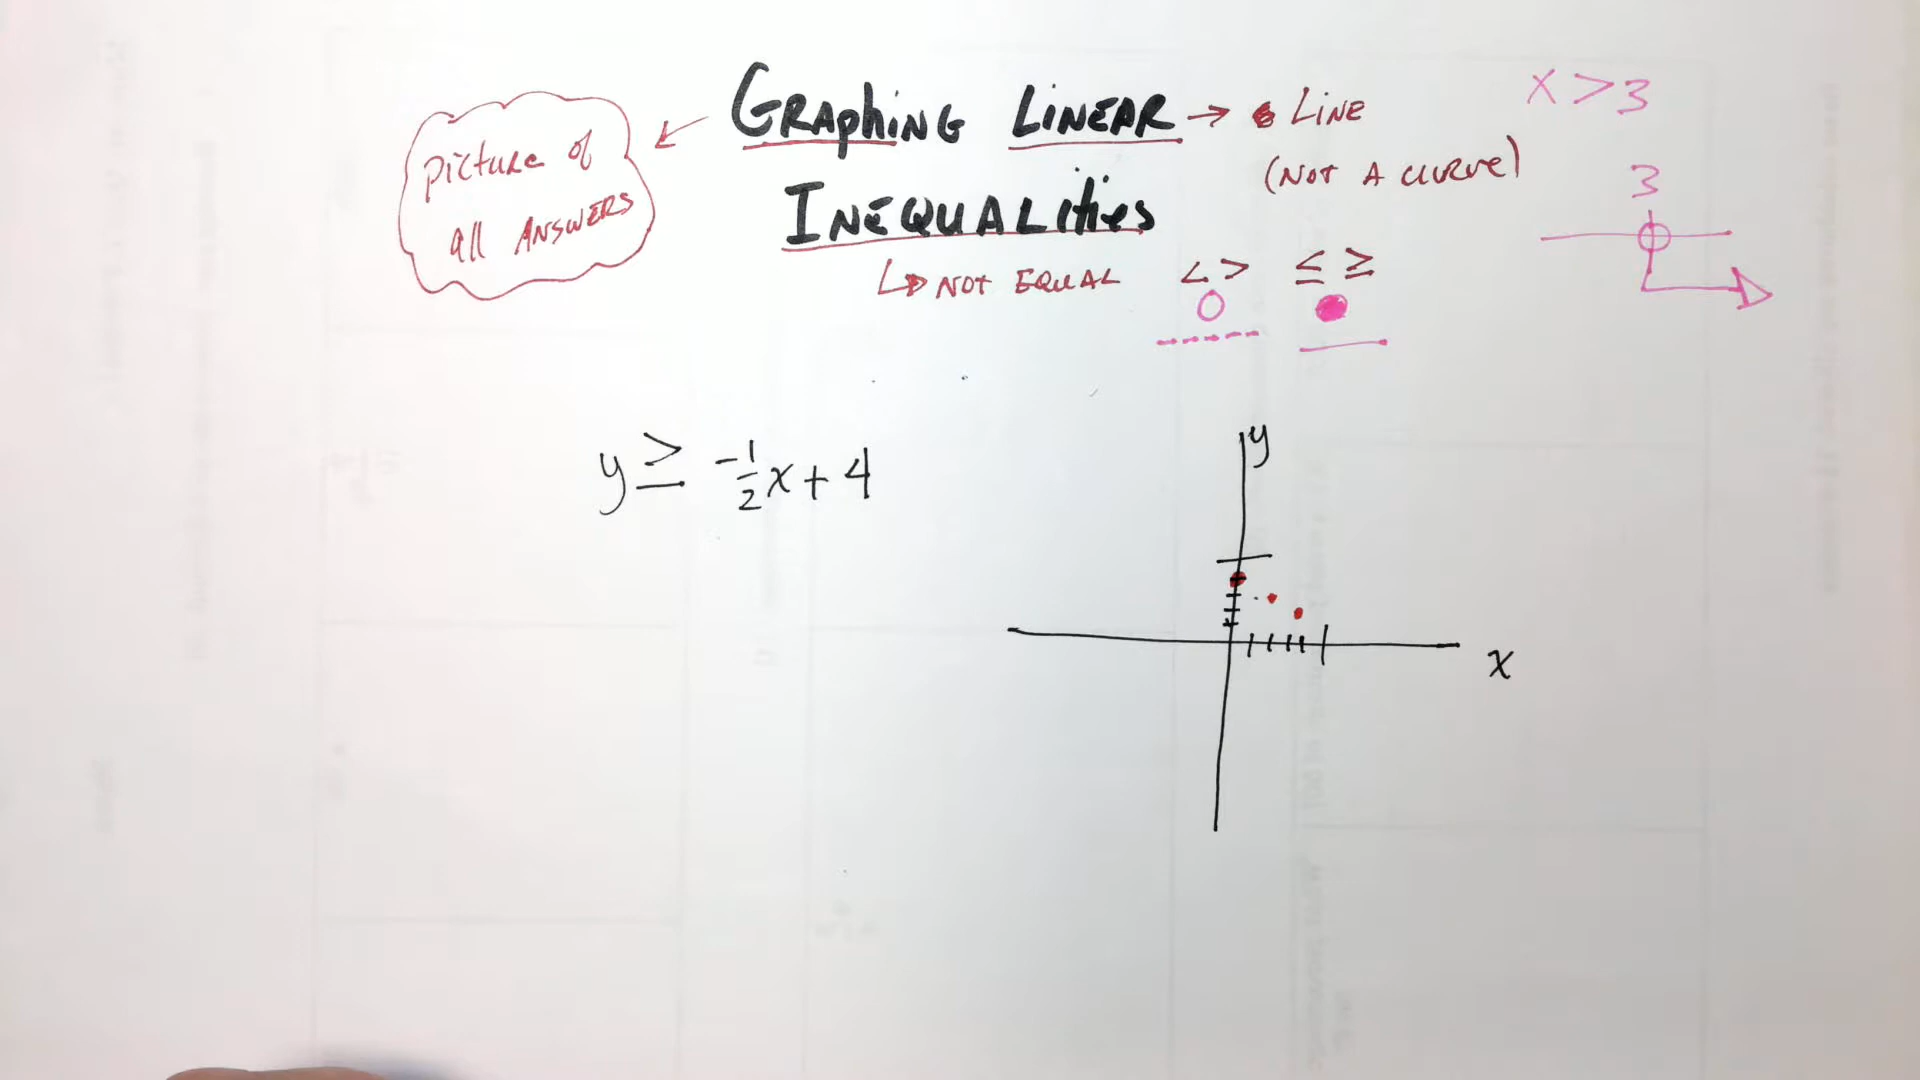 GRAPHING LINEAR → LINE
(NOT A CURVE)
INEQUALITIES
NOT EQUAL < > ≤ ≥
PICTURE OF
all ANSWERS
x > 3
3
y ≥ -1/2x + 4
y
x